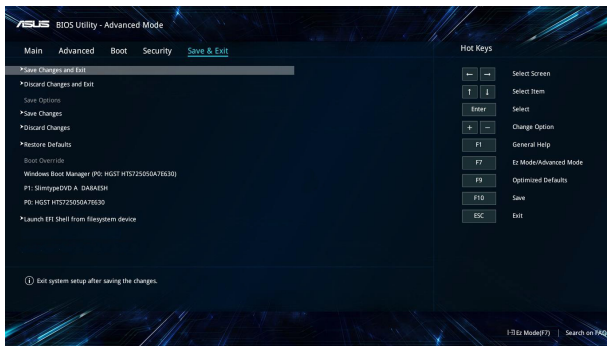 ASUS BIOS Utility - Advanced Mode
Main Advanced Boot Security Save & Exit
Save Changes and Exit
Discard Changes and Exit
Save Options
Save Changes
Discard Changes
Restore Defaults
Boot Override
Windows Boot Manager (P0: HGST HTS725050A7E630)
P1: SlimtypeDVD A DA8AESH
P0: HGST HTS725050A7E630
Launch EFI Shell from filesystem device
Exit system setup after saving the changes.
Hot Keys
← → Select Screen
↑ ↓ Select Item
Enter Select
+ - Change Option
F1 General Help
F7 Ez Mode/Advanced Mode
F9 Optimized Defaults
F10 Save
ESC Exit
Ez Mode(F7) | Search on FAQ